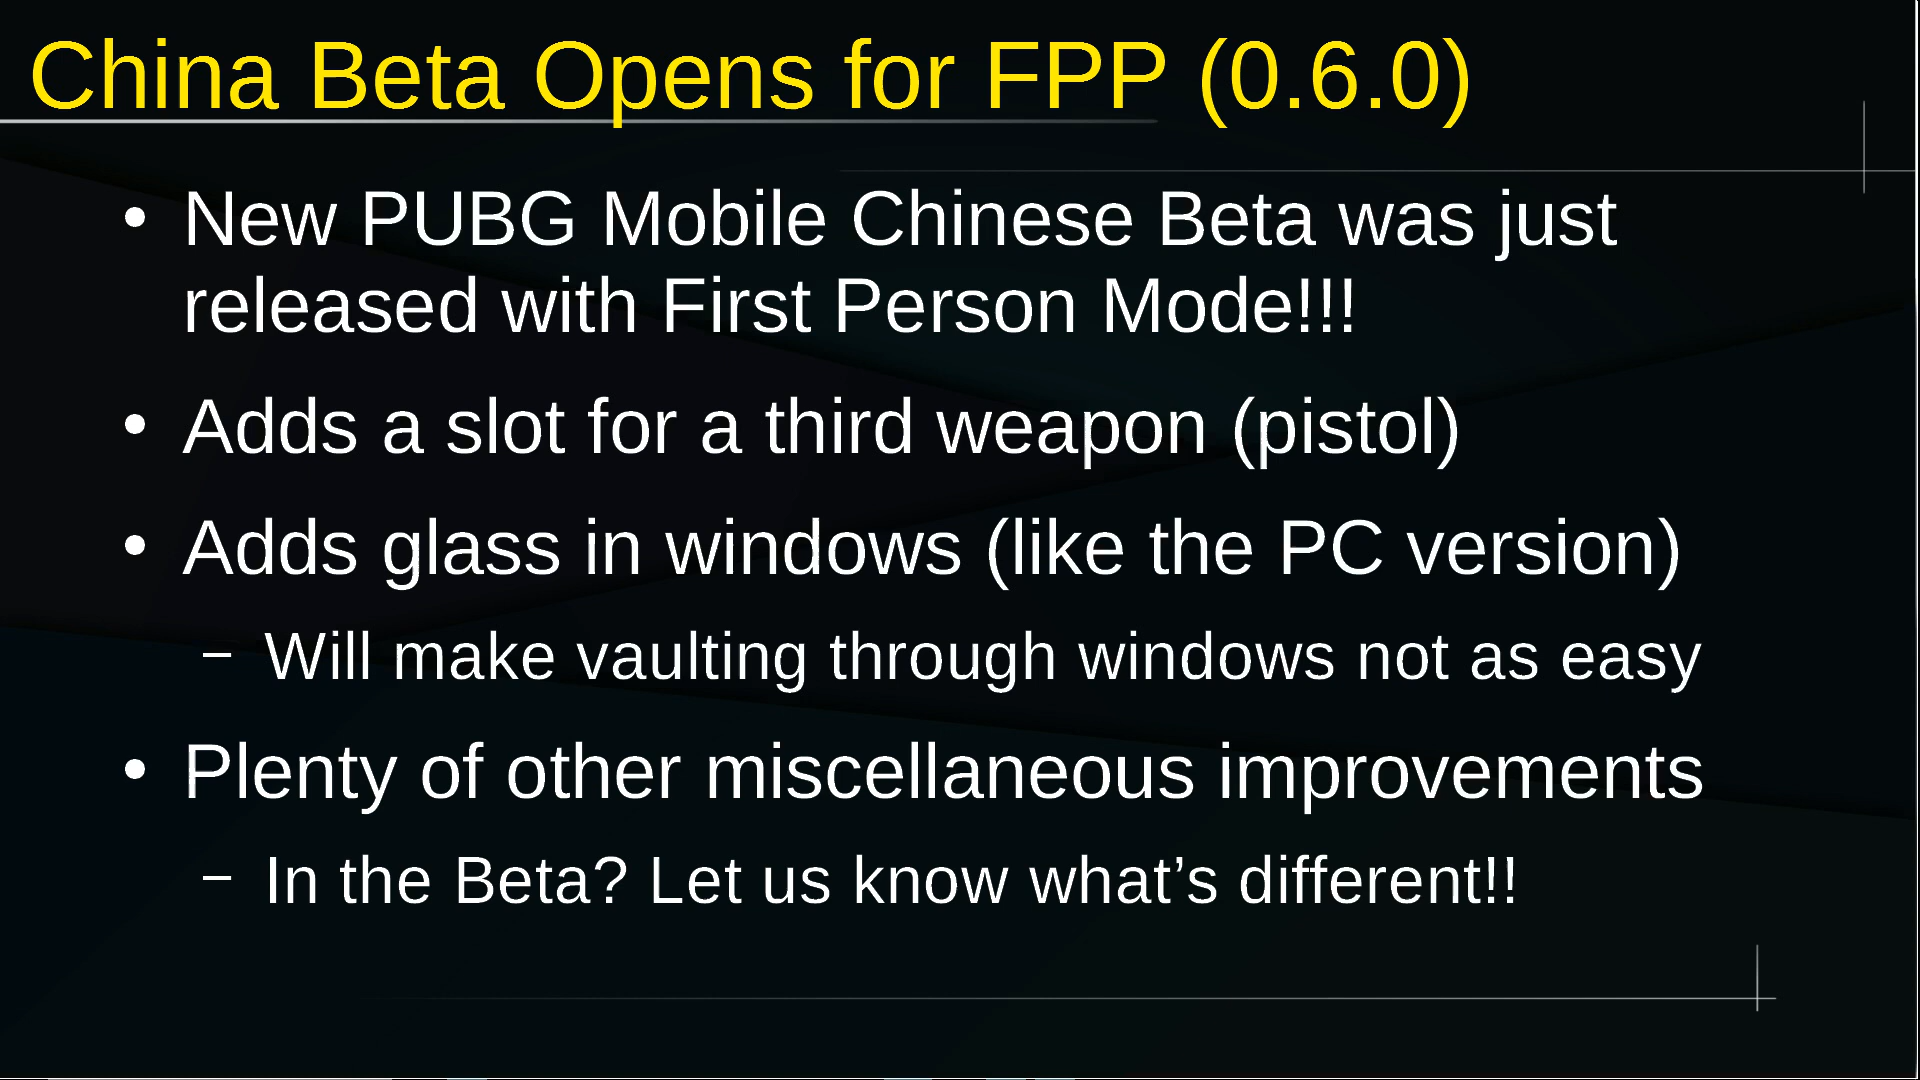 China Beta Opens for FPP (0.6.0)
• New PUBG Mobile Chinese Beta was just
released with First Person Mode!!!
• Adds a slot for a third weapon (pistol)
• Adds glass in windows (like the PC version)
– Will make vaulting through windows not as easy
• Plenty of other miscellaneous improvements
– In the Beta? Let us know what’s different!!